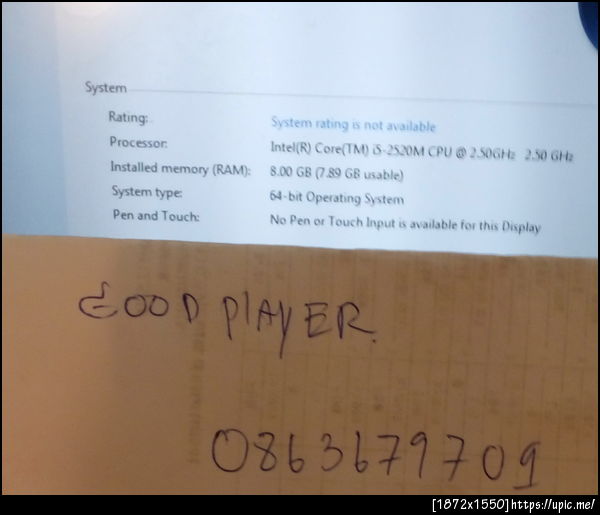 System
Rating: System rating is not available
Processor: Intel(R) Core(TM) i5-2520M CPU @ 2.50GHz 2.50 GHz
Installed memory (RAM): 8.00 GB (7.89 GB usable)
System type: 64-bit Operating System
Pen and Touch: No Pen or Touch Input is available for this Display
GOOD PlAyER.
0863679709
[1872x1550]https://upic.me/